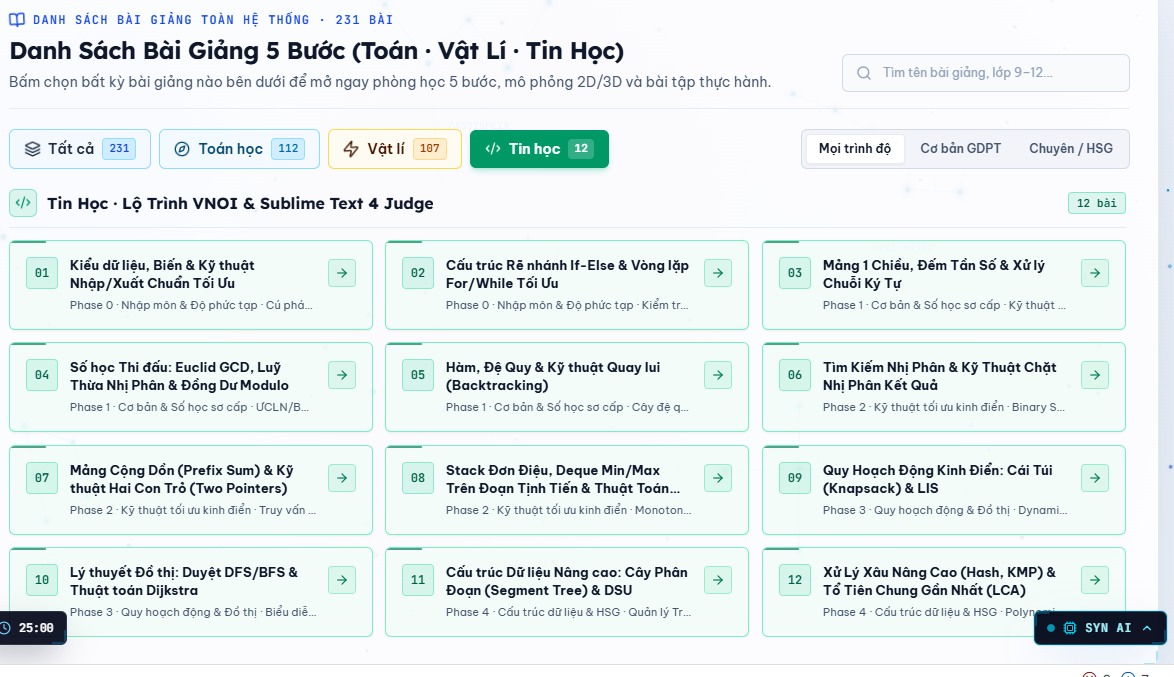 DANH SÁCH BÀI GIẢNG TOÀN HỆ THỐNG · 231 BÀI
Danh Sách Bài Giảng 5 Bước (Toán · Vật Lí · Tin Học)
Bấm chọn bất kỳ bài giảng nào bên dưới để mở ngay phòng học 5 bước, mô phỏng 2D/3D và bài tập thực hành.
Tìm tên bài giảng, lớp 9-12...
Tất cả 231
Toán học 112
Vật lí 107
Tin học 12
Mọi trình độ
Cơ bản GDPT
Chuyên / HSG
Tin Học · Lộ Trình VNOI & Sublime Text 4 Judge
12 bài
01
Kiểu dữ liệu, Biến & Kỹ thuật
Nhập/Xuất Chuẩn Tối Ưu
Phase 0 · Nhập môn & Độ phức tạp · Cú phá...
02
Cấu trúc Rẽ nhánh If-Else & Vòng lặp
For/While Tối Ưu
Phase 0 · Nhập môn & Độ phức tạp · Kiểm tr...
03
Mảng 1 Chiều, Đếm Tần Số & Xử lý
Chuỗi Ký Tự
Phase 1 · Cơ bản & Số học sơ cấp · Kỹ thuật ...
04
Số học Thi đấu: Euclid GCD, Luỹ
Thừa Nhị Phân & Đồng Dư Modulo
Phase 1 · Cơ bản & Số học sơ cấp · ƯCLN/B...
05
Hàm, Đệ Quy & Kỹ thuật Quay lui
(Backtracking)
Phase 1 · Cơ bản & Số học sơ cấp · Cây đệ q...
06
Tìm Kiếm Nhị Phân & Kỹ Thuật Chặt
Nhị Phân Kết Quả
Phase 2 · Kỹ thuật tối ưu kinh điển · Binary S...
07
Mảng Cộng Dồn (Prefix Sum) & Kỹ
thuật Hai Con Trỏ (Two Pointers)
Phase 2 · Kỹ thuật tối ưu kinh điển · Truy vấn ...
08
Stack Đơn Điệu, Deque Min/Max
Trên Đoạn Tịnh Tiến & Thuật Toán...
Phase 2 · Kỹ thuật tối ưu kinh điển · Monoton...
09
Quy Hoạch Động Kinh Điển: Cái Túi
(Knapsack) & LIS
Phase 3 · Quy hoạch động & Đồ thị · Dynami...
10
Lý thuyết Đồ thị: Duyệt DFS/BFS &
Thuật toán Dijkstra
Phase 3 · Quy hoạch động & Đồ thị · Biểu diễ...
11
Cấu trúc Dữ liệu Nâng cao: Cây Phân
Đoạn (Segment Tree) & DSU
Phase 4 · Cấu trúc dữ liệu & HSG · Quản lý Tr...
12
Xử Lý Xâu Nâng Cao (Hash, KMP) &
Tổ Tiên Chung Gần Nhất (LCA)
Phase 4 · Cấu trúc dữ liệu & HSG · Polynomi...
25:00
SYN AI